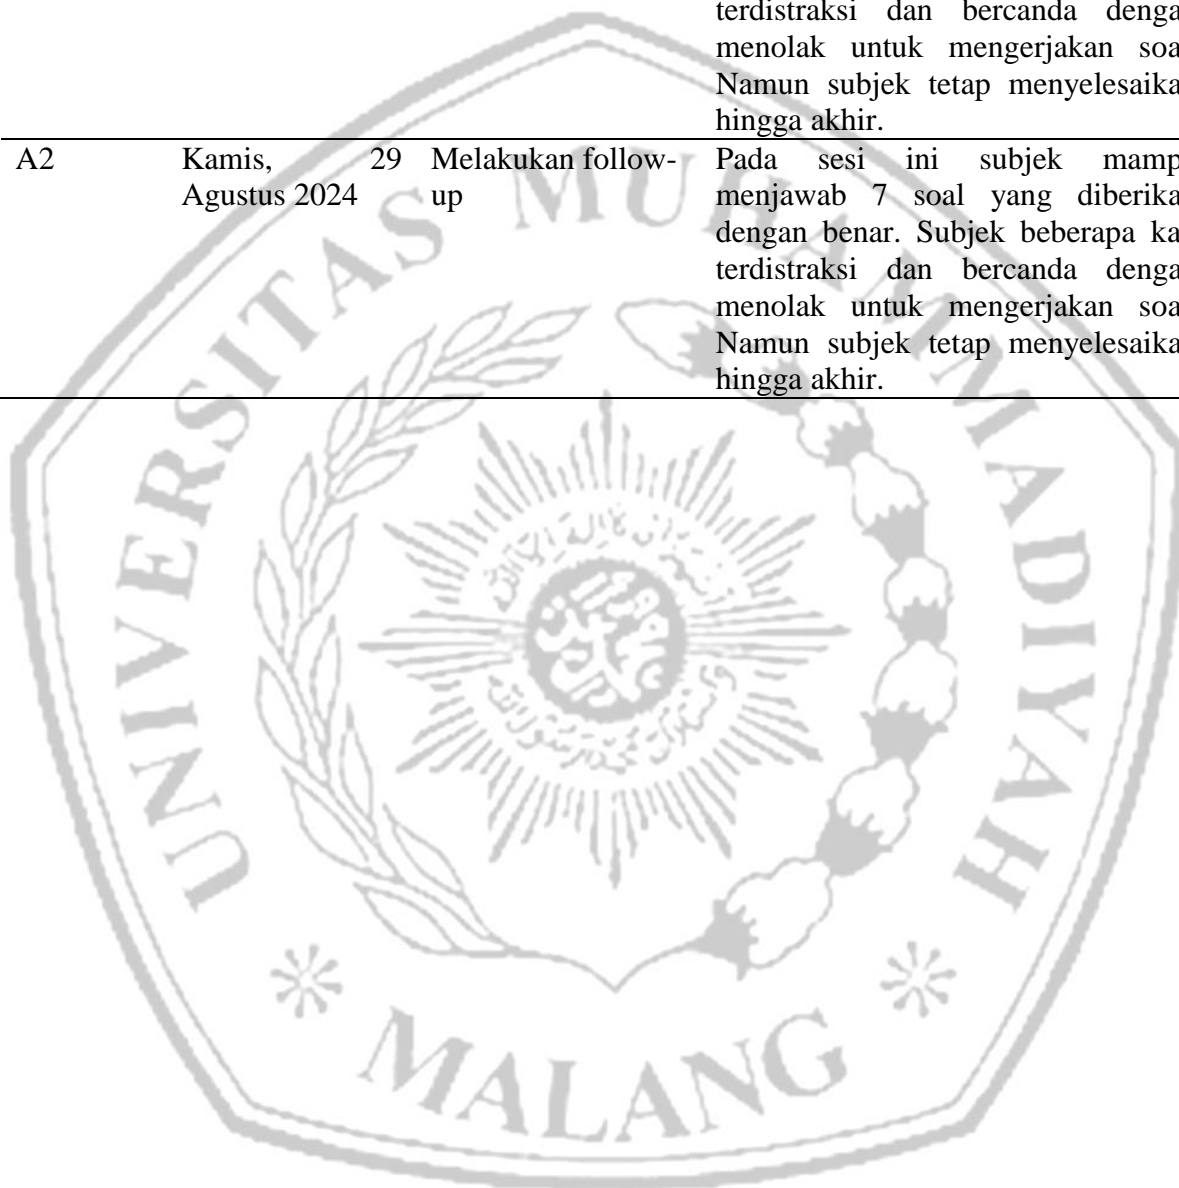 terdistraksi dan bercanda denga
menolak untuk mengerjakan soa
Namun subjek tetap menyelesaika
hingga akhir.
A2 Kamis, 29 Melakukan follow- Pada sesi ini subjek mamp
Agustus 2024 up menjawab 7 soal yang diberika
dengan benar. Subjek beberapa ka
terdistraksi dan bercanda denga
menolak untuk mengerjakan soa
Namun subjek tetap menyelesaika
hingga akhir.
UNIVERSITAS MUHAMMADIYAH
MALANG